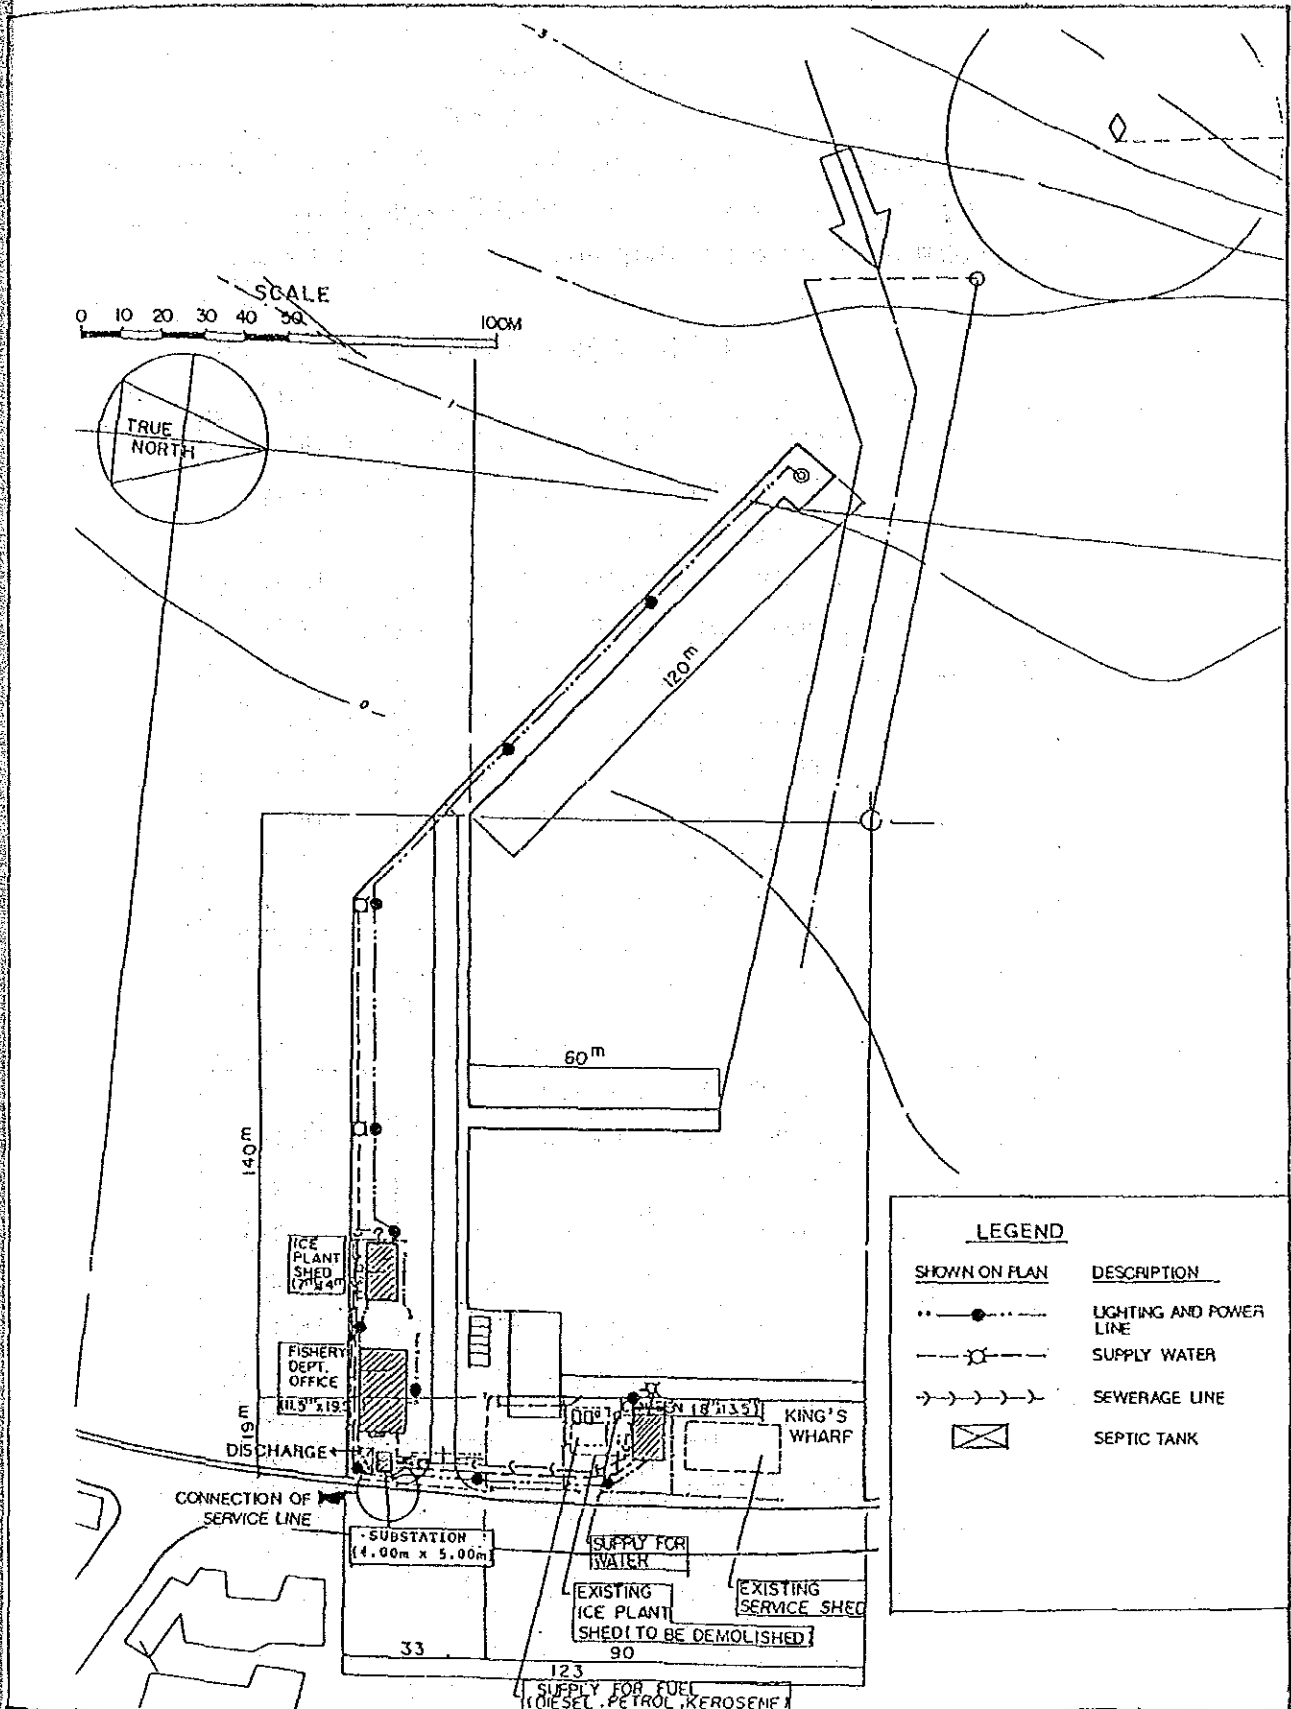 3
SCALE
0 10 20 30 40 50 100M
TRUE
NORTH
1
0
120m
60m
140m
ICE
PLANT
SHED
FISHERY
DEPT.
OFFICE
19m
DISCHARGE
KING'S
WHARF
CONNECTION OF
SERVICE LINE
SUBSTATION
(4.00m x 5.00m)
SUPPLY FOR
WATER
EXISTING
ICE PLANT
SHED (TO BE DEMOLISHED)
EXISTING
SERVICE SHED
33
90
123
SUPPLY FOR FUEL
(DIESEL, PETROL, KEROSENE)
LEGEND
SHOWN ON PLAN DESCRIPTION
LIGHTING AND POWER
LINE
SUPPLY WATER
SEWERAGE LINE
SEPTIC TANK